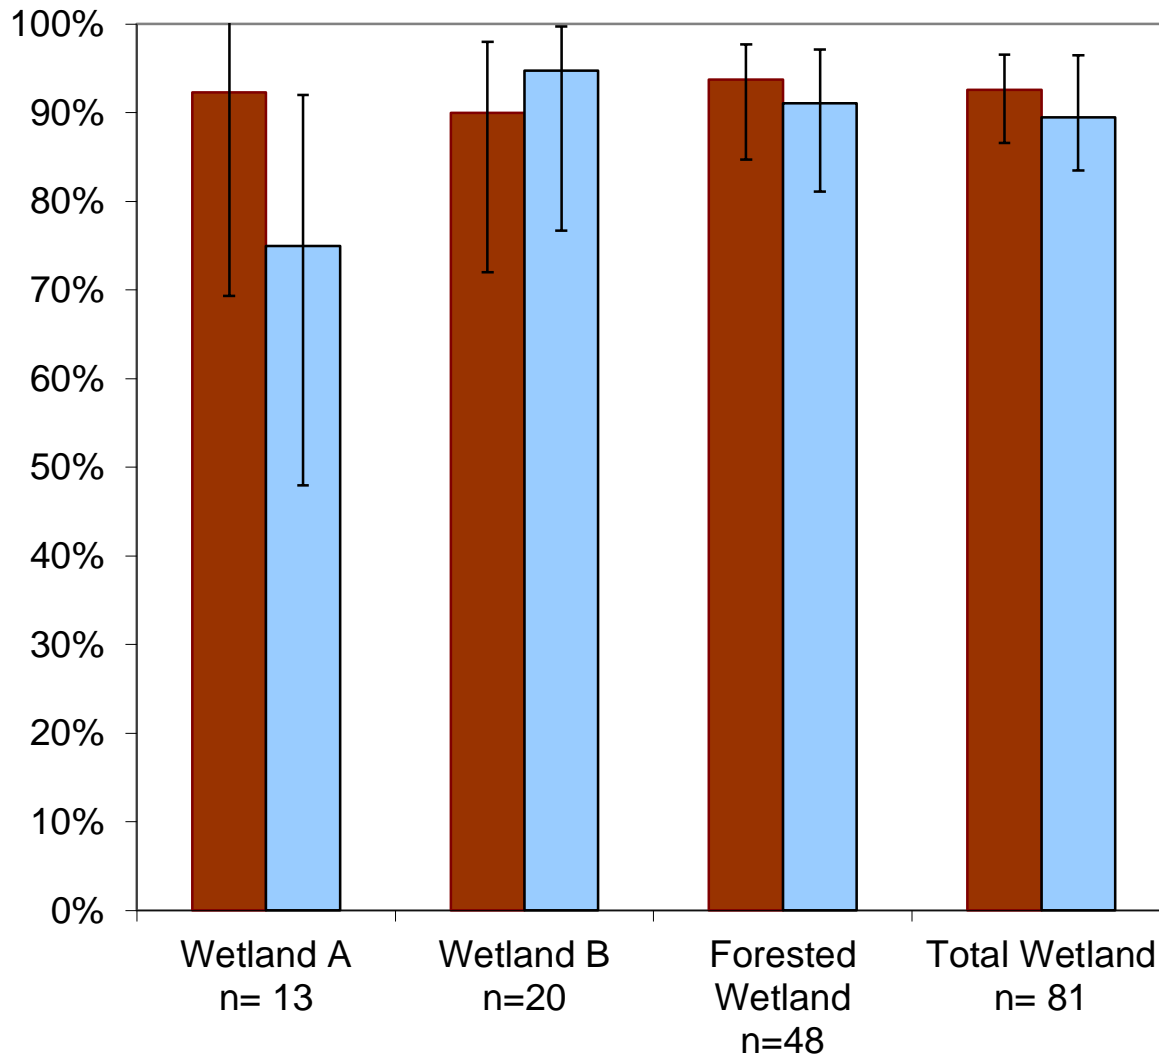 100%
90%
80%
70%
60%
50%
40%
30%
20%
10%
0%
Wetland A
n= 13
Wetland B
n=20
Forested
Wetland
n=48
Total Wetland
n= 81